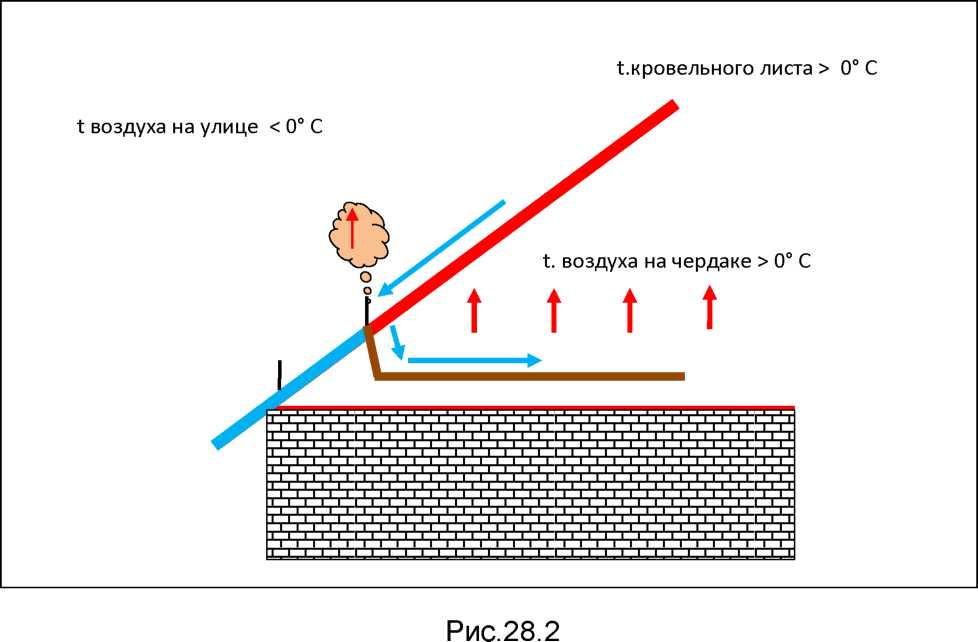 t.кровельного листа > 0° C
t воздуха на улице < 0° C
t. воздуха на чердаке > 0° C
Рис.28.2